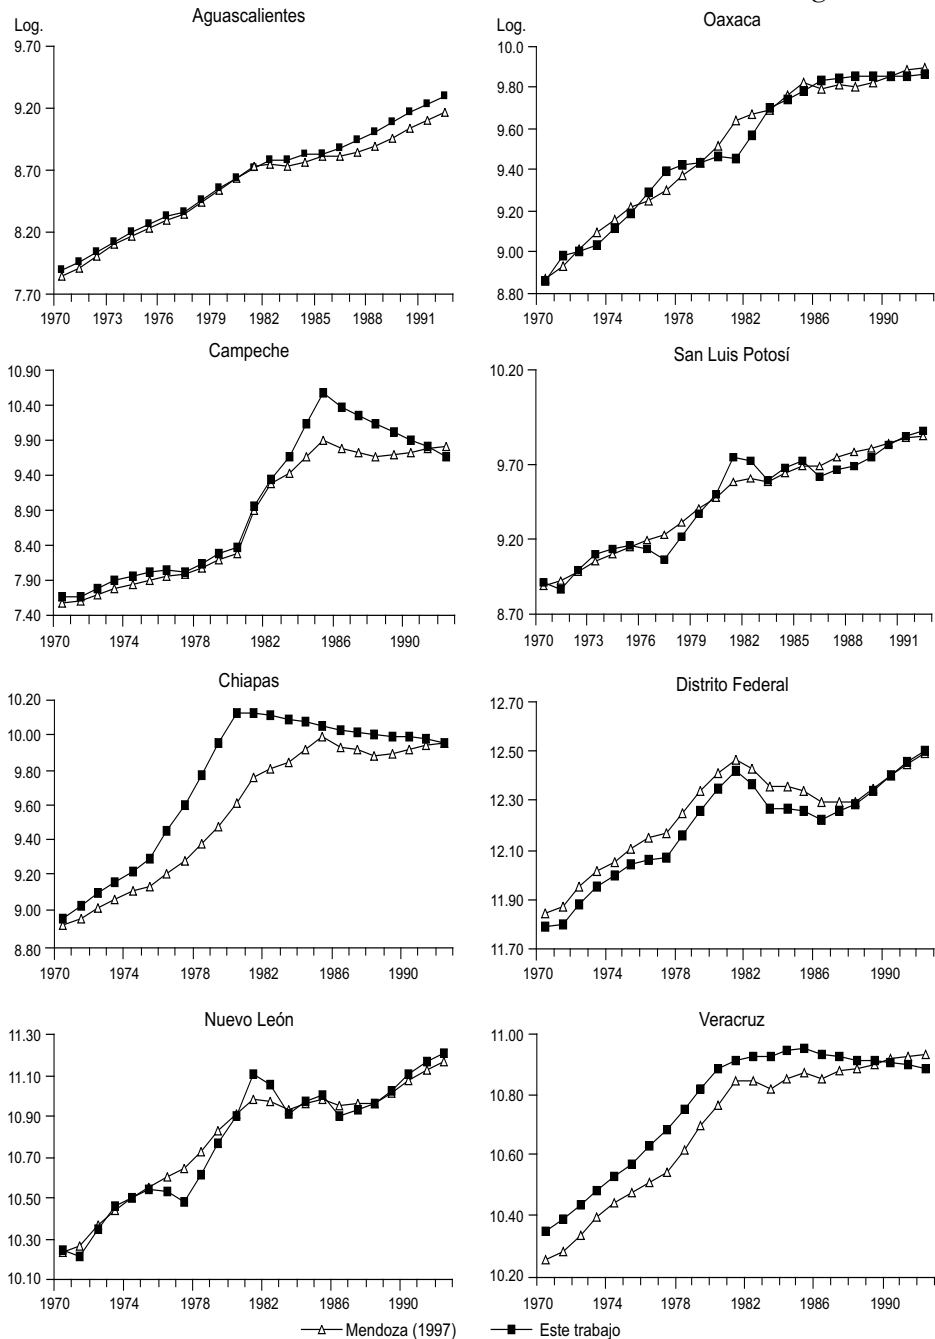 g
Aguascalientes
Log.
9.70
9.20
8.70
8.20
7.70
1970 1973 1976 1979 1982 1985 1988 1991
Oaxaca
Log.
10.0
9.80
9.60
9.40
9.20
9.00
8.80
1970 1974 1978 1982 1986 1990
Campeche
10.90
10.40
9.90
9.40
8.90
8.40
7.90
7.40
1970 1974 1978 1982 1986 1990
San Luis Potosí
10.20
9.70
9.20
8.70
1970 1973 1976 1979 1982 1985 1988 1991
Chiapas
10.20
10.00
9.80
9.60
9.40
9.20
9.00
8.80
1970 1974 1978 1982 1986 1990
Distrito Federal
12.70
12.50
12.30
12.10
11.90
11.70
1970 1974 1978 1982 1986 1990
Nuevo León
11.30
11.10
10.90
10.70
10.50
10.30
10.10
1970 1974 1978 1982 1986 1990
Veracruz
11.00
10.80
10.60
10.40
10.20
1970 1974 1978 1982 1986 1990
Mendoza (1997) Este trabajo